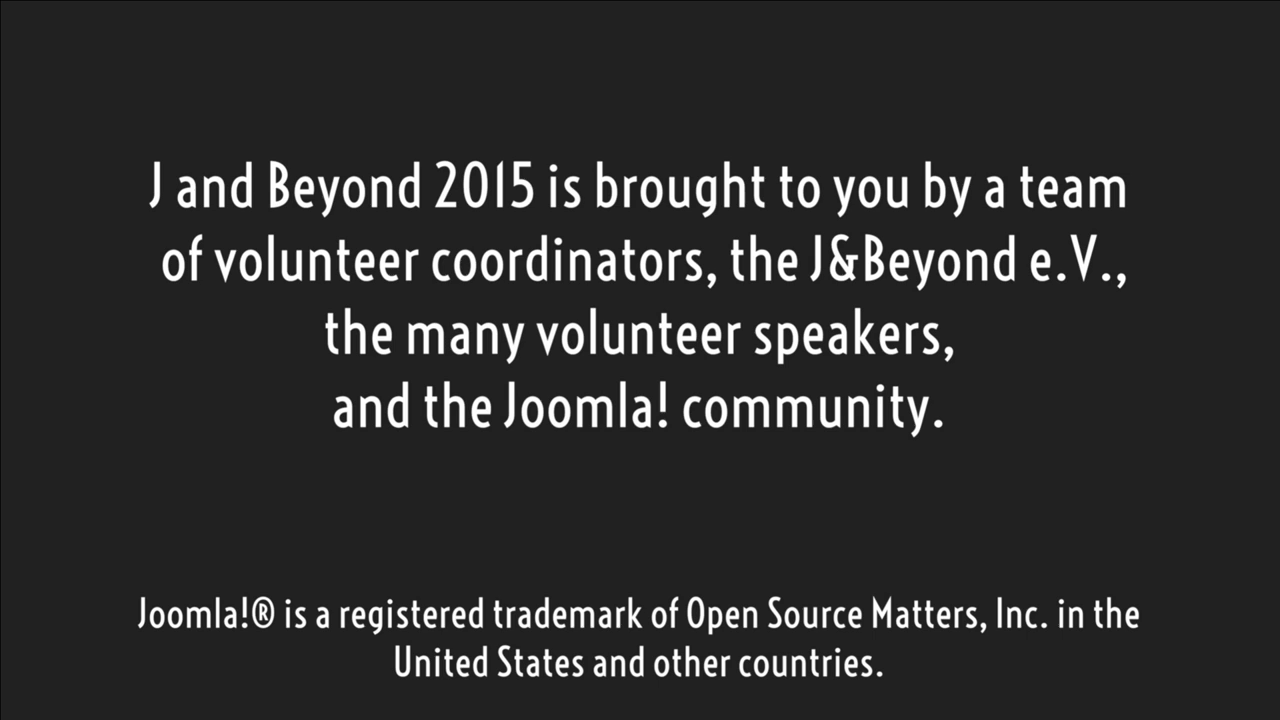 J and Beyond 2015 is brought to you by a team
of volunteer coordinators, the J&Beyond e.V.,
the many volunteer speakers,
and the Joomla! community.
Joomla!® is a registered trademark of Open Source Matters, Inc. in the
United States and other countries.